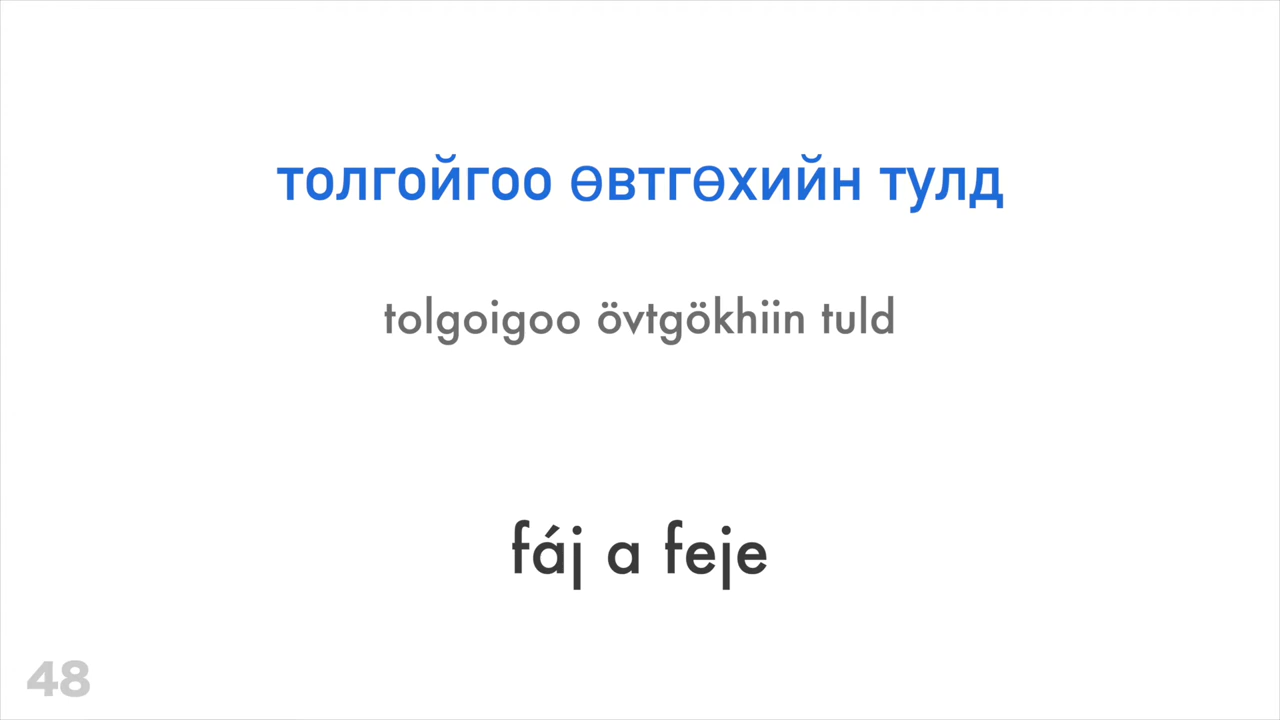 толгойгоо өвтгөхийн тулд
tolgoigoo övtgökhiin tuld
fáj a feje
48